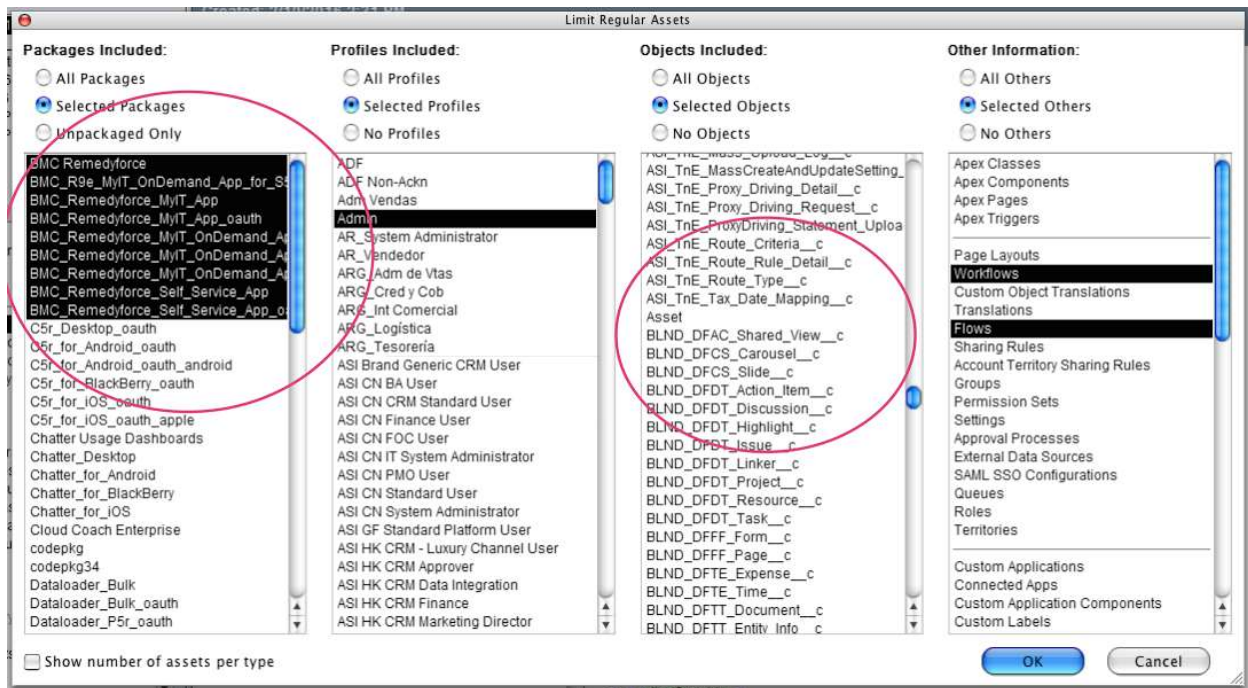 Limit Regular Assets
Packages Included:
All Packages
Selected Packages
Unpackaged Only
BMC Remedyforce
BMC_R9e_MyIT_OnDemand_App_for_S
BMC_Remedyforce_MyIT_App
BMC_Remedyforce_MyIT_App_oauth
BMC_Remedyforce_MyIT_OnDemand_A
BMC_Remedyforce_MyIT_OnDemand_A
BMC_Remedyforce_MyIT_OnDemand_A
BMC_Remedyforce_Self_Service_App
BMC_Remedyforce_Self_Service_App_o
C5r_Desktop_oauth
C5r_for_Android_oauth
C5r_for_Android_oauth_android
C5r_for_BlackBerry_oauth
C5r_for_iOS_oauth
C5r_for_iOS_oauth_apple
Chatter Usage Dashboards
Chatter_Desktop
Chatter_for_Android
Chatter_for_BlackBerry
Chatter_for_iOS
Cloud Coach Enterprise
codepkg
codepkg34
Dataloader_Bulk
Dataloader_Bulk_oauth
Dataloader_P5r_oauth
Show number of assets per type
Profiles Included:
All Profiles
Selected Profiles
No Profiles
ADF
ADF Non-Ackn
Adm Vendas
Admin
AR_System Administrator
AR_Vendedor
ARG_Adm de Vtas
ARG_Cred y Cob
ARG_Int Comercial
ARG_Logística
ARG_Tesorería
ASI Brand Generic CRM User
ASI CN BA User
ASI CN CRM Standard User
ASI CN Finance User
ASI CN FOC User
ASI CN IT System Administrator
ASI CN PMO User
ASI CN Standard User
ASI CN System Administrator
ASI GF Standard Platform User
ASI HK CRM - Luxury Channel User
ASI HK CRM Approver
ASI HK CRM Data Integration
ASI HK CRM Finance
ASI HK CRM Marketing Director
Objects Included:
All Objects
Selected Objects
No Objects
ASI_TnE_Mass_Upload_Log__c
ASI_TnE_MassCreateAndUpdateSetting_
ASI_TnE_Proxy_Driving_Detail__c
ASI_TnE_Proxy_Driving_Request__c
ASI_TnE_ProxyDriving_Statement_Uploa
ASI_TnE_Route_Criteria__c
ASI_TnE_Route_Rule_Detail__c
ASI_TnE_Route_Type__c
ASI_TnE_Tax_Date_Mapping__c
Asset
BLND_DFAC_Shared_View__c
BLND_DFCS_Carousel__c
BLND_DFCS_Slide__c
BLND_DFDT_Action_Item__c
BLND_DFDT_Discussion__c
BLND_DFDT_Highlight__c
BLND_DFDT_Issue__c
BLND_DFDT_Linker__c
BLND_DFDT_Project__c
BLND_DFDT_Resource__c
BLND_DFDT_Task__c
BLND_DFFF_Form__c
BLND_DFFF_Page__c
BLND_DFTE_Expense__c
BLND_DFTE_Time__c
BLND_DFTT_Document__c
BLND_DFTT_Entity_Info__c
Other Information:
All Others
Selected Others
No Others
Apex Classes
Apex Components
Apex Pages
Apex Triggers
Page Layouts
Workflows
Custom Object Translations
Translations
Flows
Sharing Rules
Account Territory Sharing Rules
Groups
Permission Sets
Settings
Approval Processes
External Data Sources
SAML SSO Configurations
Queues
Roles
Territories
Custom Applications
Connected Apps
Custom Application Components
Custom Labels
OK
Cancel